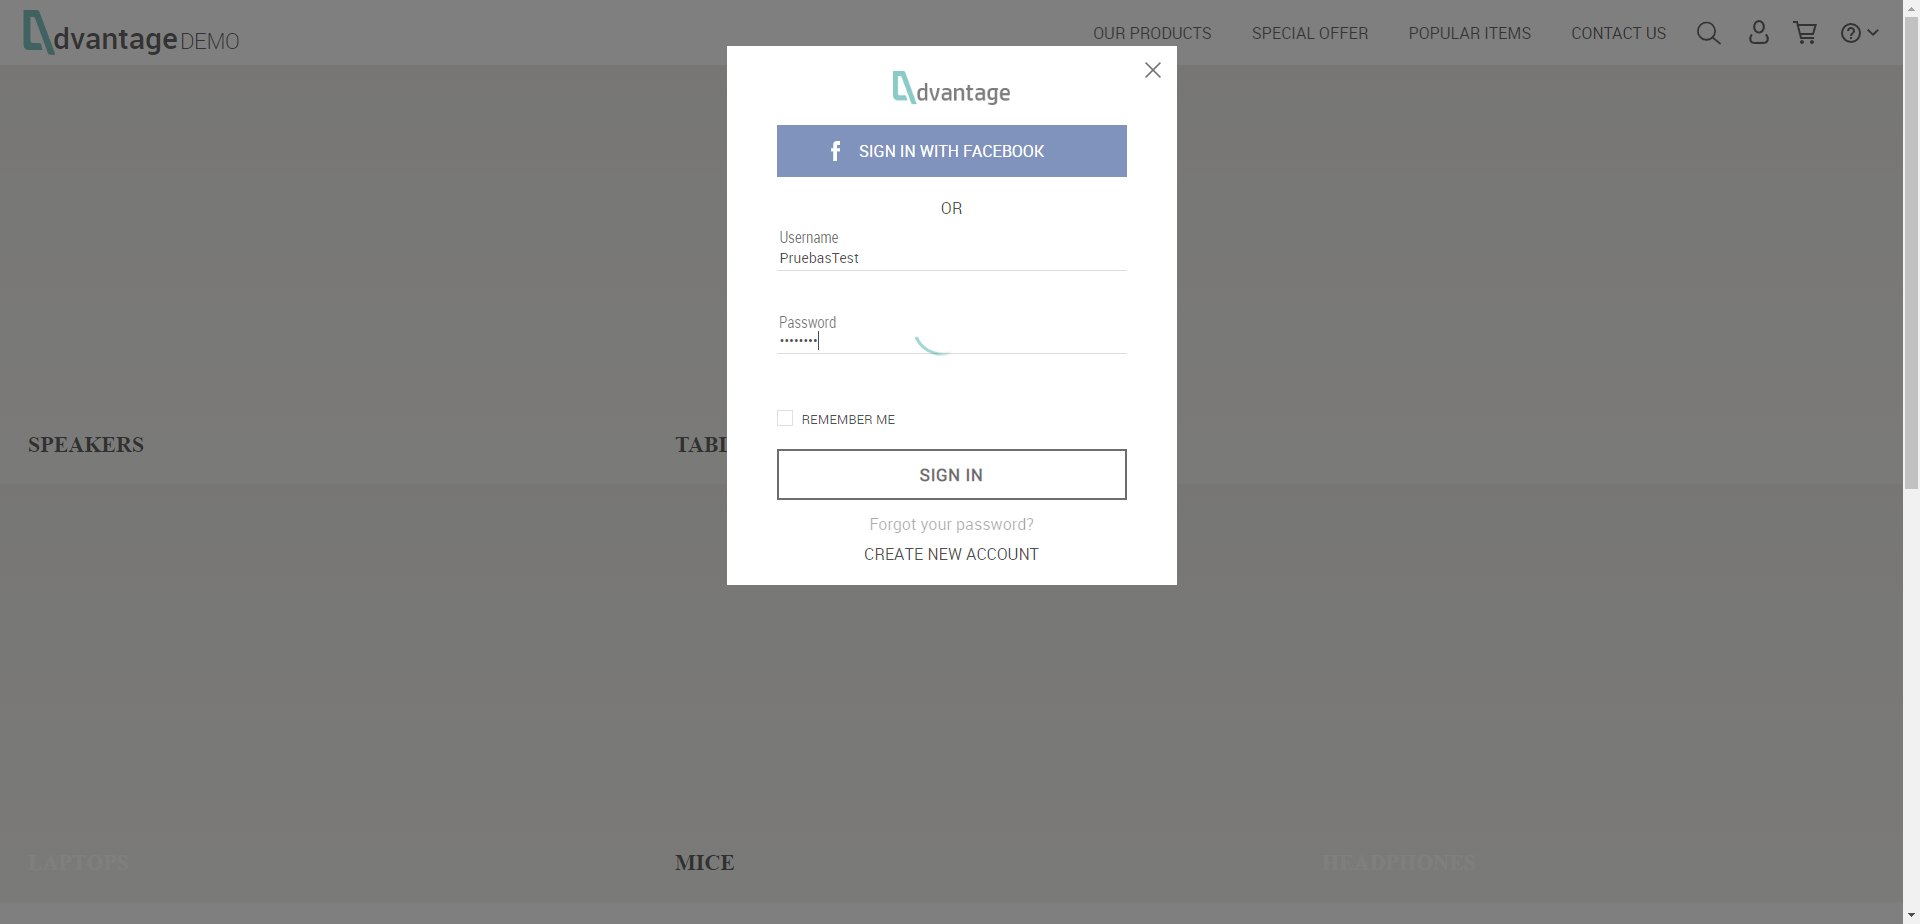 dvantage DEMO
OUR PRODUCTS
SPECIAL OFFER
POPULAR ITEMS
CONTACT US
dvantage
f SIGN IN WITH FACEBOOK
OR
Username
PruebasTest
Password
••••••••
REMEMBER ME
SIGN IN
Forgot your password?
CREATE NEW ACCOUNT
SPEAKERS
TABL
LAPTOPS
MICE
HEADPHONES